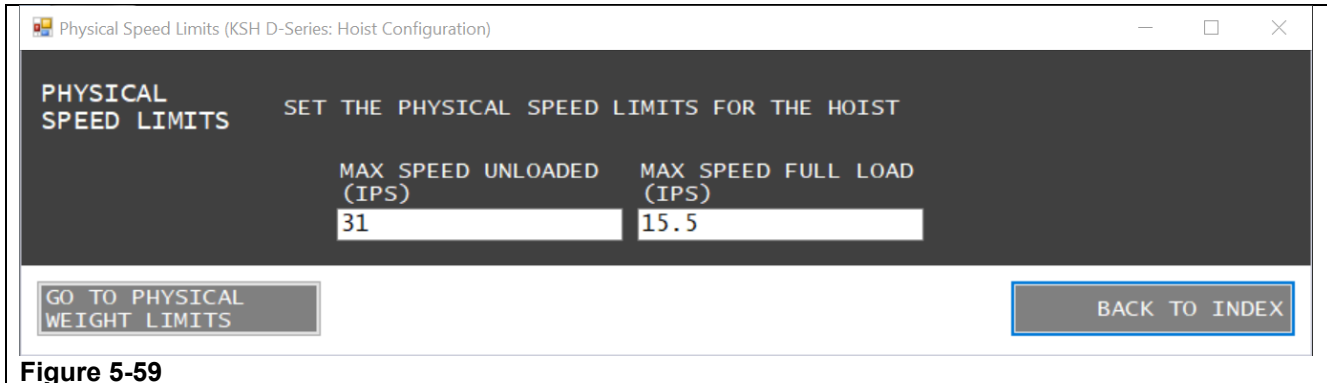 Physical Speed Limits (KSH D-Series: Hoist Configuration)
PHYSICAL
SPEED LIMITS
SET THE PHYSICAL SPEED LIMITS FOR THE HOIST
MAX SPEED UNLOADED
(IPS)
31
MAX SPEED FULL LOAD
(IPS)
15.5
GO TO PHYSICAL
WEIGHT LIMITS
BACK TO INDEX
Figure 5-59